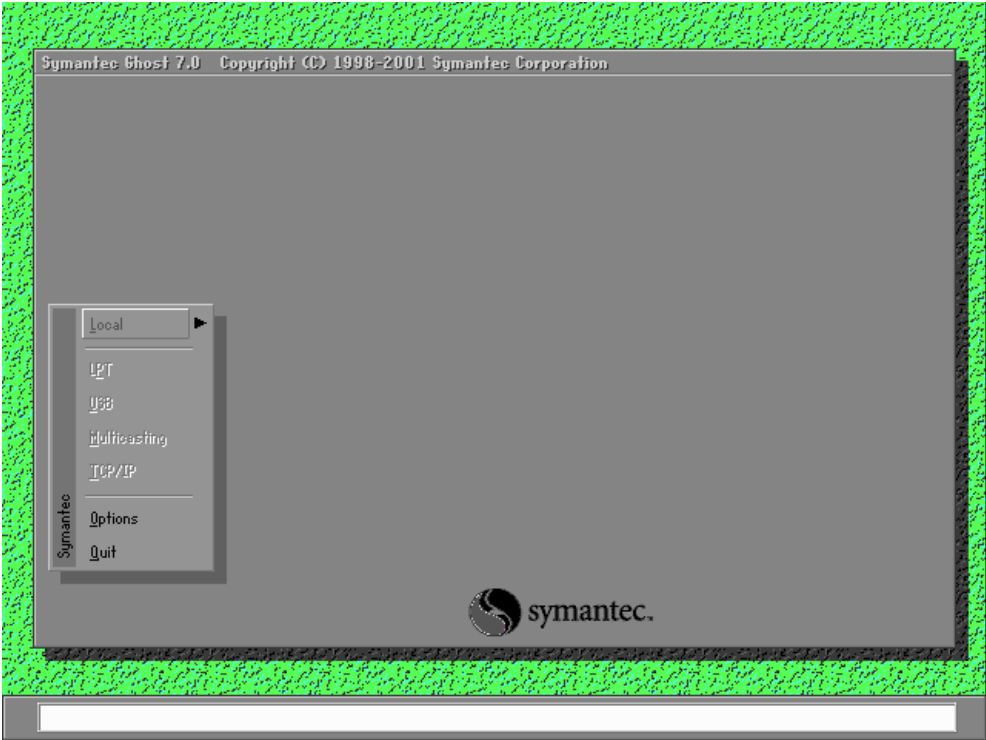 Symantec Ghost 7.0 Copyright (C) 1998-2001 Symantec Corporation
Local
LPT
USB
Multicasting
TCP/IP
Options
Quit
Symantec
symantec.